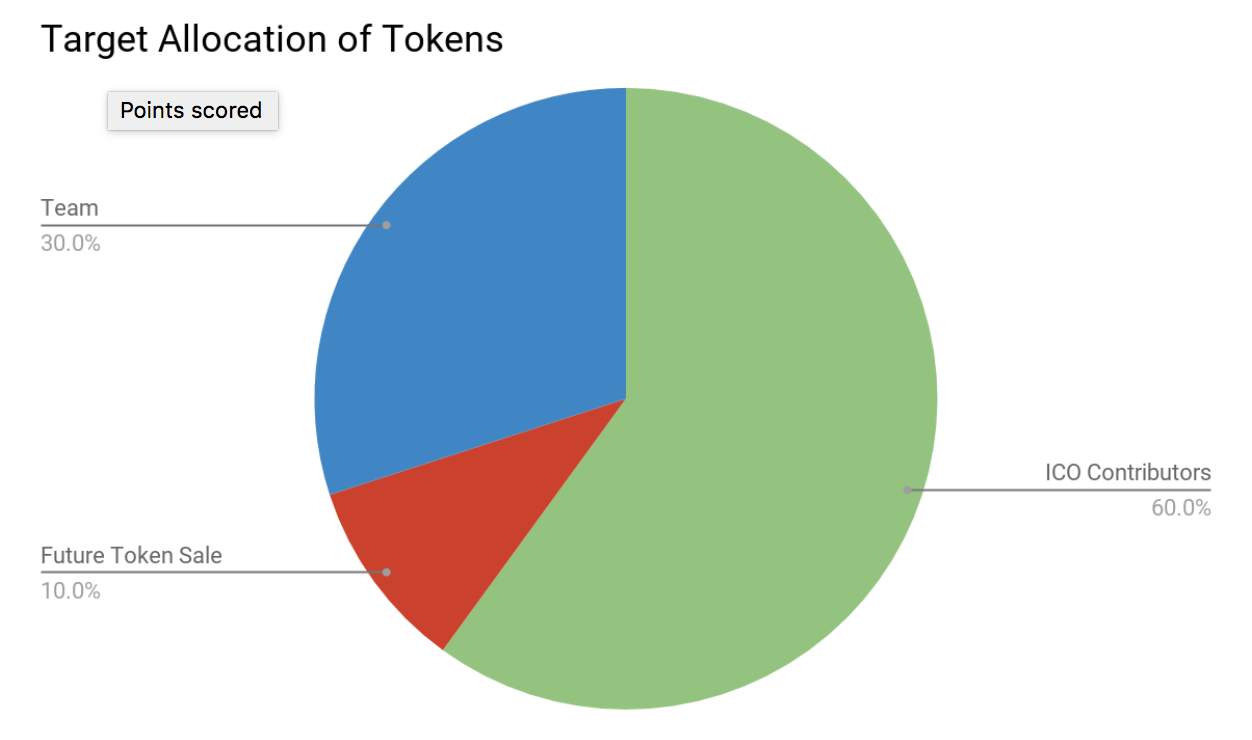 Target Allocation of Tokens
Points scored
Team
30.0%
Future Token Sale
10.0%
ICO Contributors
60.0%